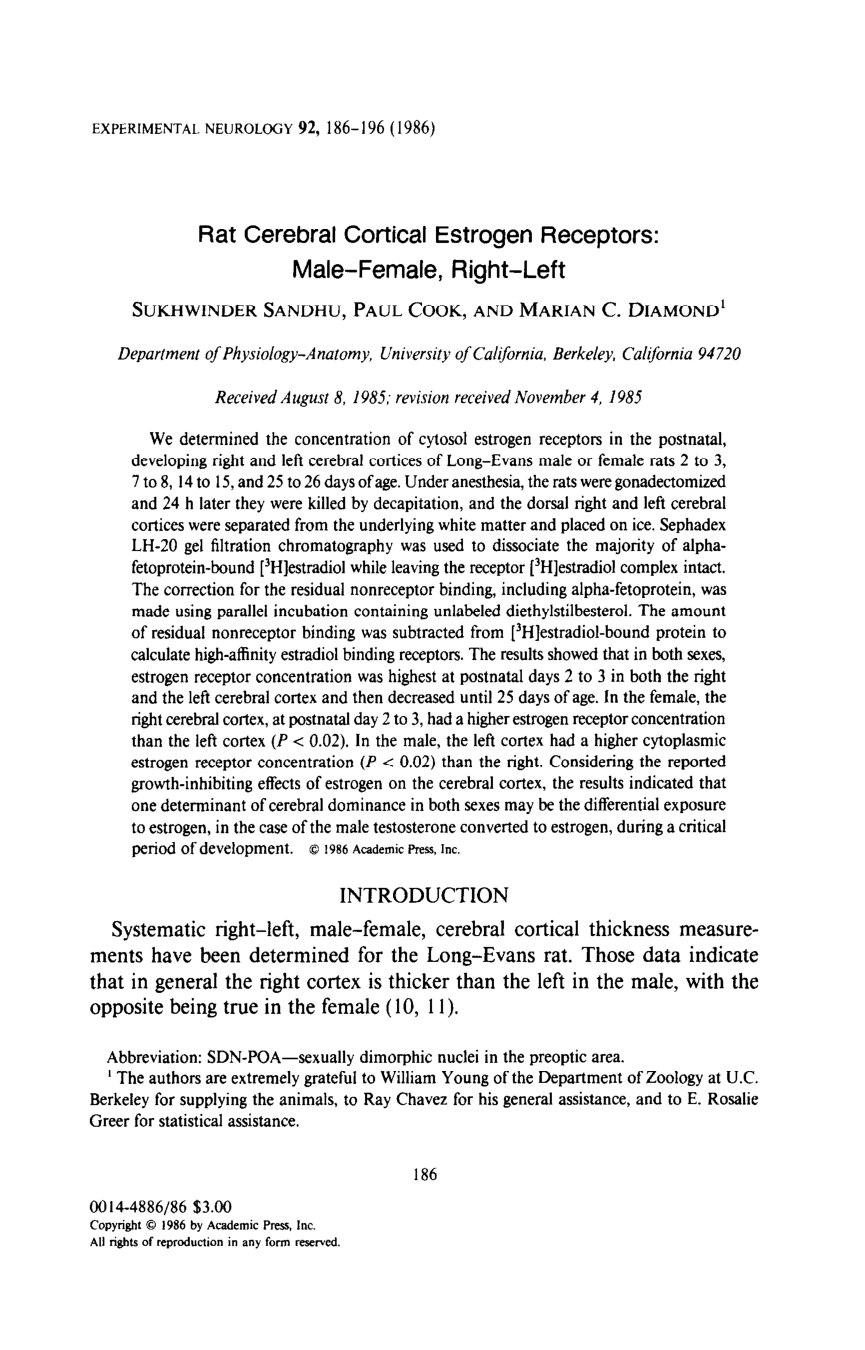 EXPERIMENTAL NEUROLOGY 92, 186–196 (1986)
Rat Cerebral Cortical Estrogen Receptors:
Male–Female, Right–Left
SUKHWINDER SANDHU, PAUL COOK, AND MARIAN C. DIAMOND¹
Department of Physiology–Anatomy, University of California, Berkeley, California 94720
Received August 8, 1985; revision received November 4, 1985
We determined the concentration of cytosol estrogen receptors in the postnatal,
developing right and left cerebral cortices of Long–Evans male or female rats 2 to 3,
7 to 8, 14 to 15, and 25 to 26 days of age. Under anesthesia, the rats were gonadectomized
and 24 h later they were killed by decapitation, and the dorsal right and left cerebral
cortices were separated from the underlying white matter and placed on ice. Sephadex
LH-20 gel filtration chromatography was used to dissociate the majority of alpha-
fetoprotein-bound [³H]estradiol while leaving the receptor [³H]estradiol complex intact.
The correction for the residual nonreceptor binding, including alpha-fetoprotein, was
made using parallel incubation containing unlabeled diethylstilbesterol. The amount
of residual nonreceptor binding was subtracted from [³H]estradiol-bound protein to
calculate high-affinity estradiol binding receptors. The results showed that in both sexes,
estrogen receptor concentration was highest at postnatal days 2 to 3 in both the right
and the left cerebral cortex and then decreased until 25 days of age. In the female, the
right cerebral cortex, at postnatal day 2 to 3, had a higher estrogen receptor concentration
than the left cortex (P < 0.02). In the male, the left cortex had a higher cytoplasmic
estrogen receptor concentration (P < 0.02) than the right. Considering the reported
growth-inhibiting effects of estrogen on the cerebral cortex, the results indicated that
one determinant of cerebral dominance in both sexes may be the differential exposure
to estrogen, in the case of the male testosterone converted to estrogen, during a critical
period of development. © 1986 Academic Press, Inc.
INTRODUCTION
Systematic right–left, male–female, cerebral cortical thickness measure-
ments have been determined for the Long–Evans rat. Those data indicate
that in general the right cortex is thicker than the left in the male, with the
opposite being true in the female (10, 11).
Abbreviation: SDN-POA—sexually dimorphic nuclei in the preoptic area.
¹ The authors are extremely grateful to William Young of the Department of Zoology at U.C.
Berkeley for supplying the animals, to Ray Chavez for his general assistance, and to E. Rosalie
Greer for statistical assistance.
186
0014-4886/86 $3.00
Copyright © 1986 by Academic Press, Inc.
All rights of reproduction in any form reserved.